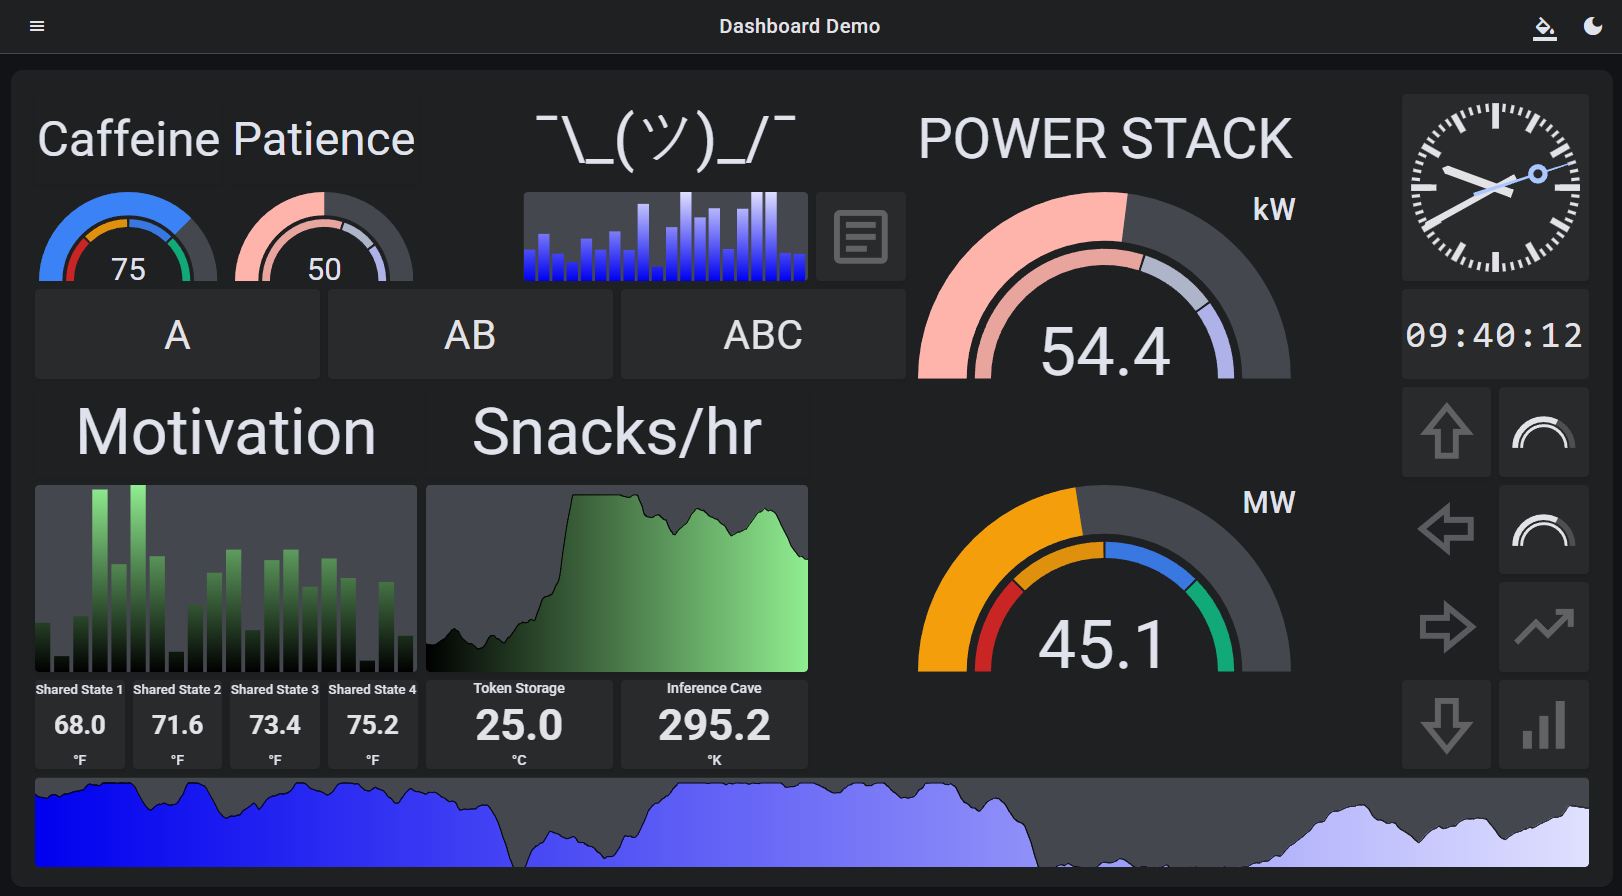 Dashboard Demo
Caffeine
Patience
¯\_(ツ)_/¯
POWER STACK
75
50
kW
54.4
A
AB
ABC
09:40:12
Motivation
Snacks/hr
MW
45.1
Shared State 1
68.0
°F
Shared State 2
71.6
°F
Shared State 3
73.4
°F
Shared State 4
75.2
°F
Token Storage
25.0
°C
Inference Cave
295.2
°K